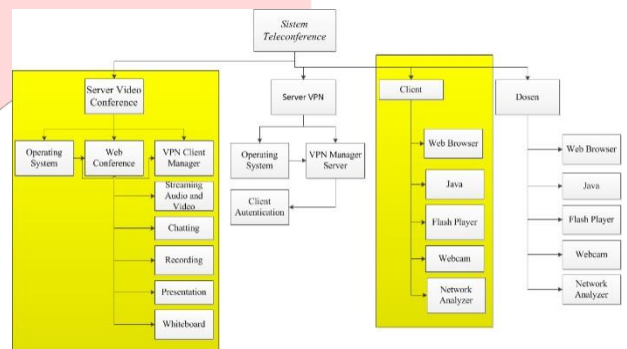 Sistem
Teleconference
Server Video
Conference
Server VPN
Client
Dosen
Operating
System
Web
Conference
VPN Client
Manager
Streaming
Audio and
Video
Chatting
Recording
Presentation
Whiteboard
Operating
System
VPN Manager
Server
Client
Autentication
Web Browser
Java
Flash Player
Webcam
Network
Analyzer
Web Browser
Java
Flash Player
Webcam
Network
Analyzer